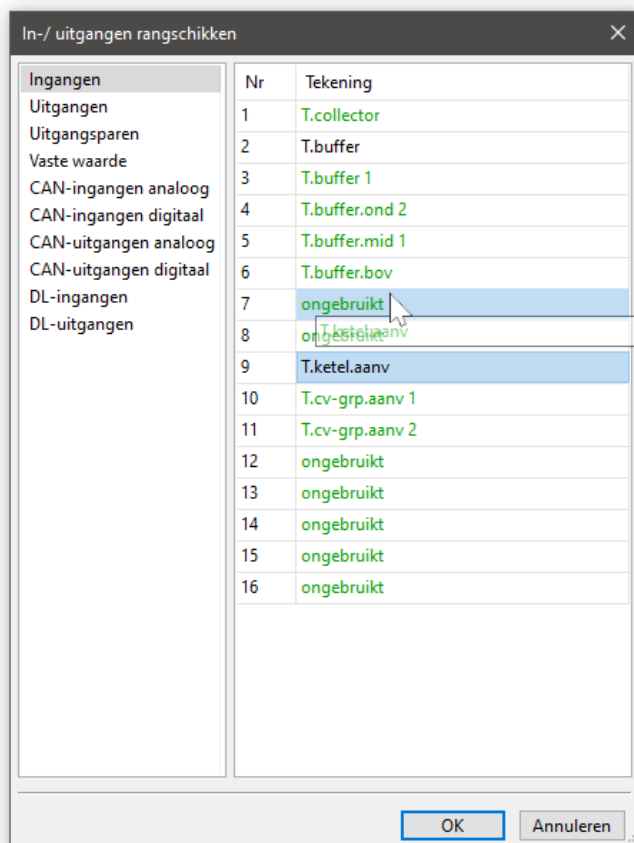 In-/ uitgangen rangschikken
Ingangen
Uitgangen
Uitgangsparen
Vaste waarde
CAN-ingangen analoog
CAN-ingangen digitaal
CAN-uitgangen analoog
CAN-uitgangen digitaal
DL-ingangen
DL-uitgangen
Nr Tekening
1 T.collector
2 T.buffer
3 T.buffer 1
4 T.buffer.ond 2
5 T.buffer.mid 1
6 T.buffer.bov
7 ongebruikt
T.ketel.aanv
8 ongebruikt
9 T.ketel.aanv
10 T.cv-grp.aanv 1
11 T.cv-grp.aanv 2
12 ongebruikt
13 ongebruikt
14 ongebruikt
15 ongebruikt
16 ongebruikt
OK Annuleren